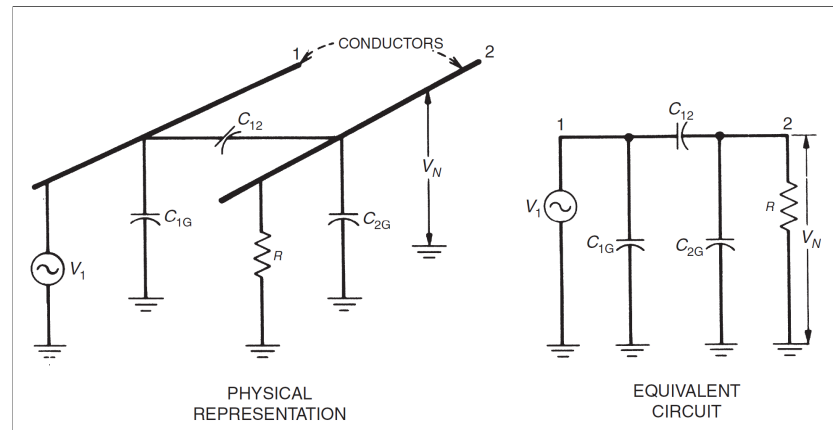 1
CONDUCTORS
2
C12
VN
C1G
C2G
R
V1
PHYSICAL
REPRESENTATION
1
C12
2
V1
C1G
C2G
R
VN
EQUIVALENT
CIRCUIT